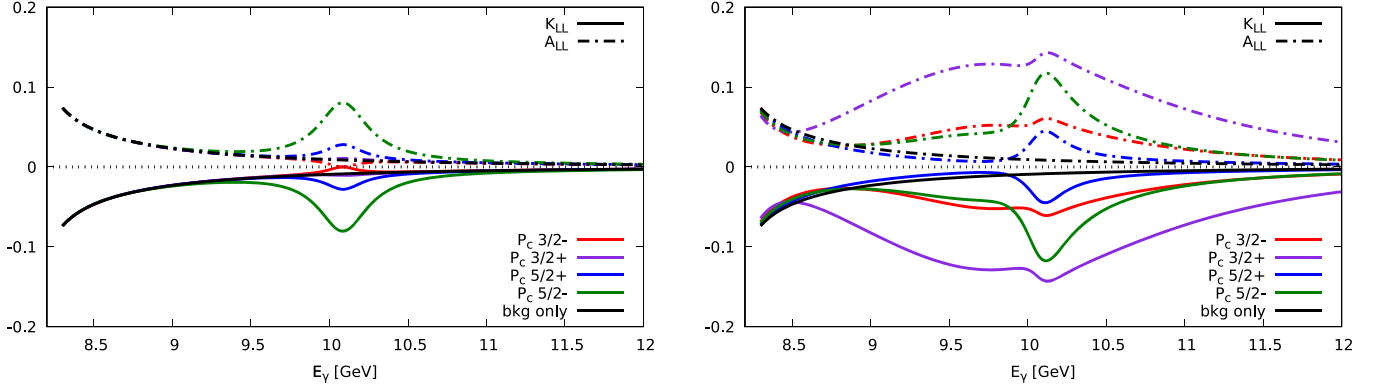 0.2
0.1
0
-0.1
-0.2
8.5
9
9.5
10
10.5
11
11.5
12
E_γ [GeV]
K_LL
A_LL
P_c 3/2-
P_c 3/2+
P_c 5/2+
P_c 5/2-
bkg only
0.2
0.1
0
-0.1
-0.2
8.5
9
9.5
10
10.5
11
11.5
12
E_γ [GeV]
K_LL
A_LL
P_c 3/2-
P_c 3/2+
P_c 5/2+
P_c 5/2-
bkg only